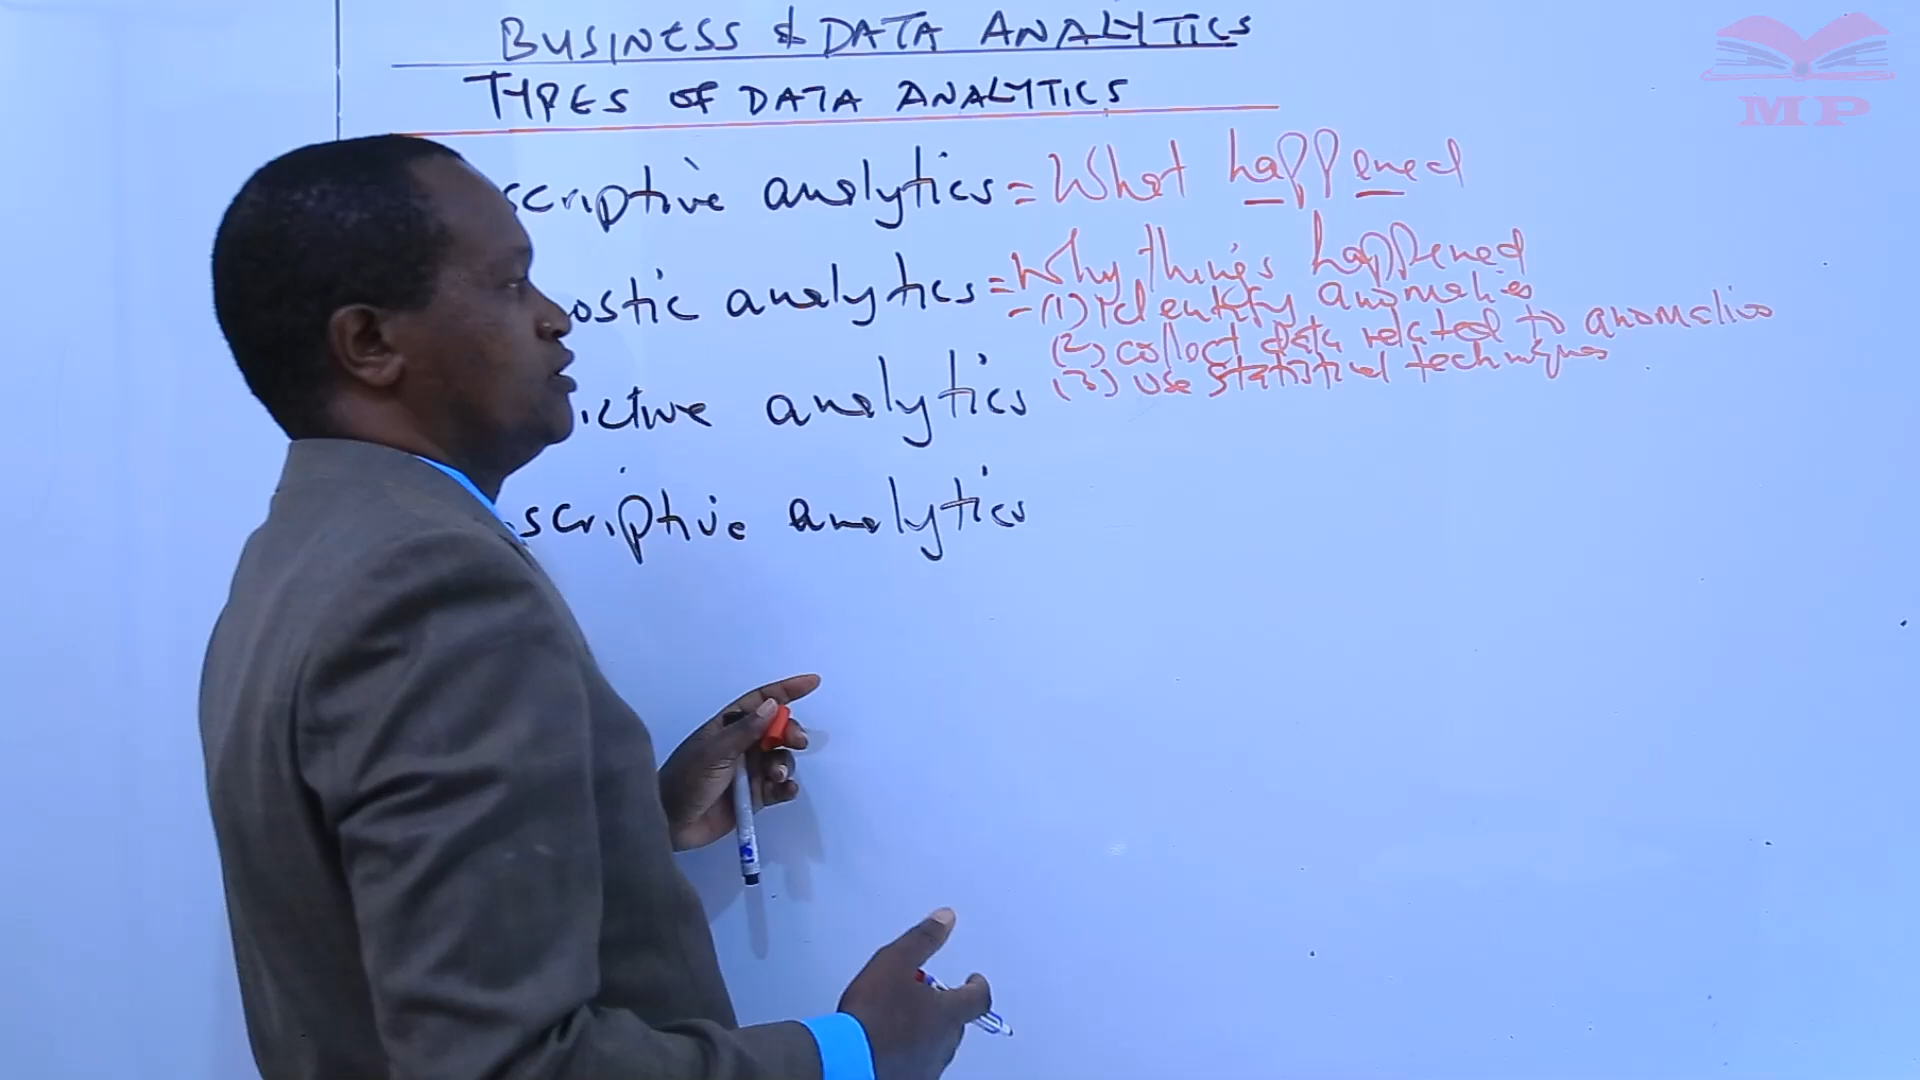 BUSINESS & DATA ANALYTICS
TYPES OF DATA ANALYTICS
scriptive analytics = What happened
ostic analytics = Why things happened
- (1) Identify anomalies
(2) collect data related to anomalies
(3) use statistical techniques
ictive analytics
scriptive analytics
MP